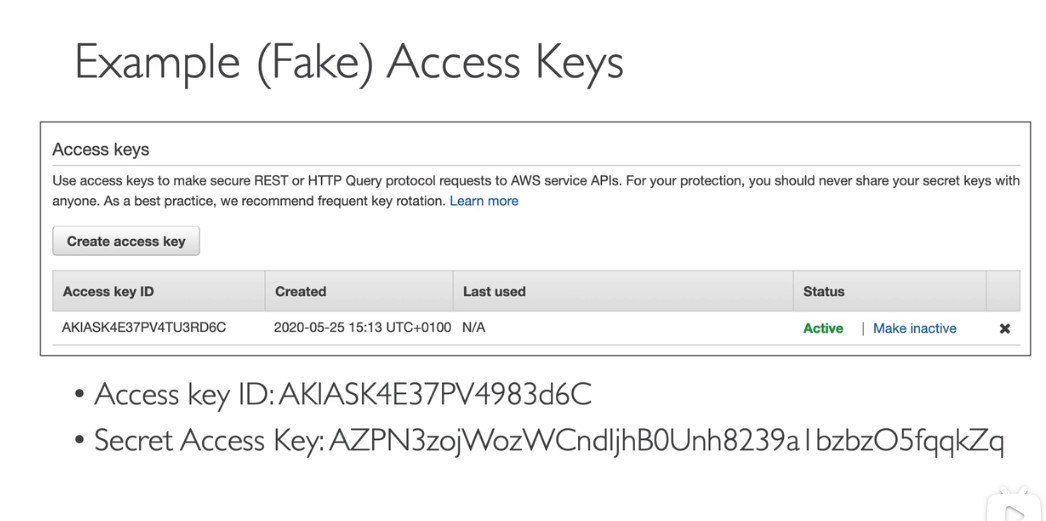 Example (Fake) Access Keys
Access keys
Use access keys to make secure REST or HTTP Query protocol requests to AWS service APIs. For your protection, you should never share your secret keys with
anyone. As a best practice, we recommend frequent key rotation. Learn more
Create access key
Access key ID Created Last used Status
AKIASK4E37PV4TU3RD6C 2020-05-25 15:13 UTC+0100 N/A Active | Make inactive ✖
• Access key ID: AKIASK4E37PV4983d6C
• Secret Access Key: AZPN3zojWozWCndIjhB0Unh8239a1bzbzO5fqqkZq